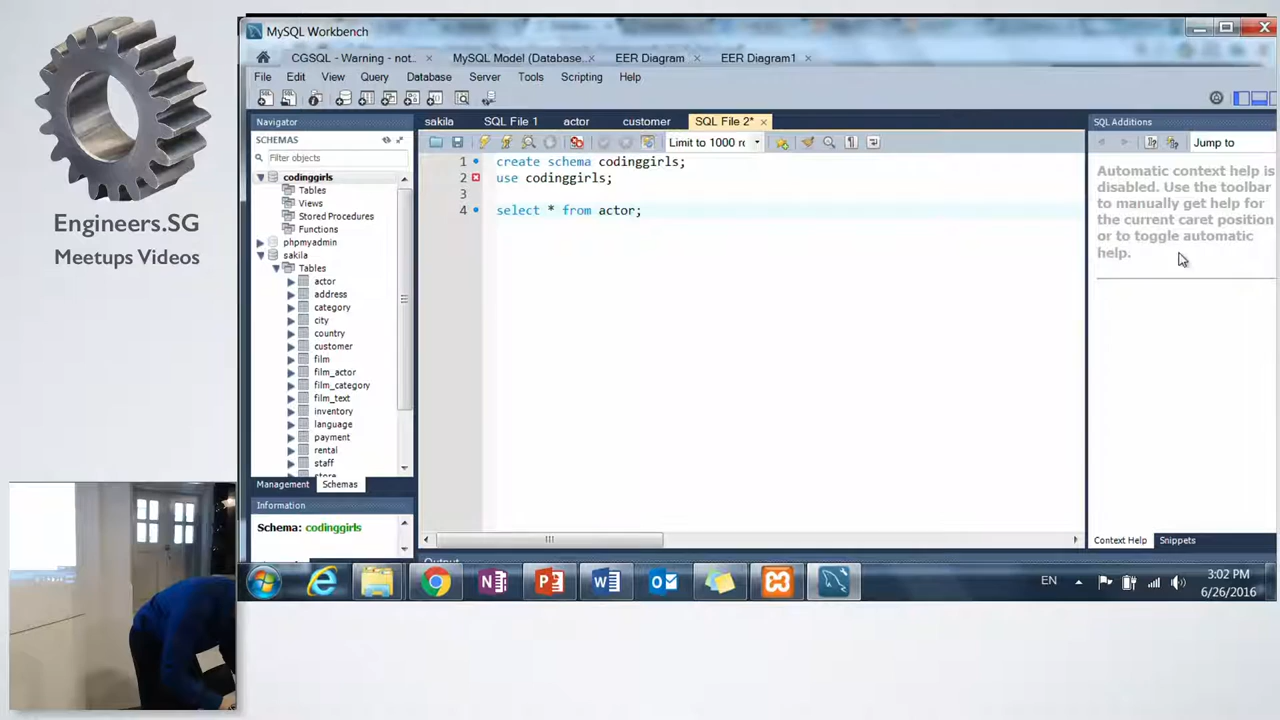 Engineers.SG
Meetups Videos
MySQL Workbench
CGSQL - Warning - not.. ×
MySQL Model (Database.. ×
EER Diagram ×
EER Diagram1 ×
File Edit View Query Database Server Tools Scripting Help
Navigator
SCHEMAS
Filter objects
codinggirls
Tables
Views
Stored Procedures
Functions
phpmyadmin
sakila
Tables
actor
address
category
city
country
customer
film
film_actor
film_category
film_text
inventory
language
payment
rental
staff
store
Management Schemas
Information
Schema: codinggirls
sakila SQL File 1 actor customer SQL File 2* ×
Limit to 1000 rc
1 create schema codinggirls;
2 use codinggirls;
3
4 select * from actor;
Output
SQL Additions
Jump to
Automatic context help is
disabled. Use the toolbar
to manually get help for
the current caret position
or to toggle automatic
help.
Context Help Snippets
EN
3:02 PM
6/26/2016